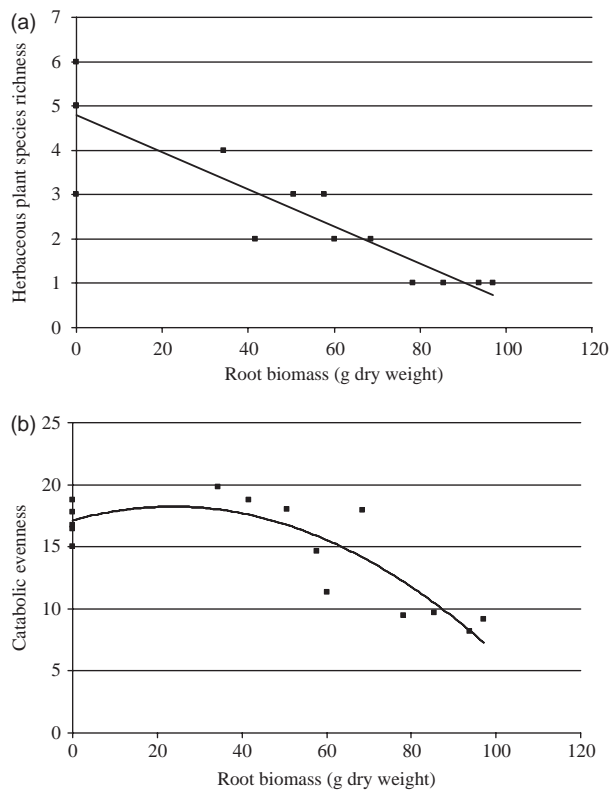 (a)
7
6
5
4
3
2
1
0
Herbaceous plant species richness
0 20 40 60 80 100 120
Root biomass (g dry weight)
(b)
25
20
15
10
5
0
Catabolic evenness
0 20 40 60 80 100 120
Root biomass (g dry weight)